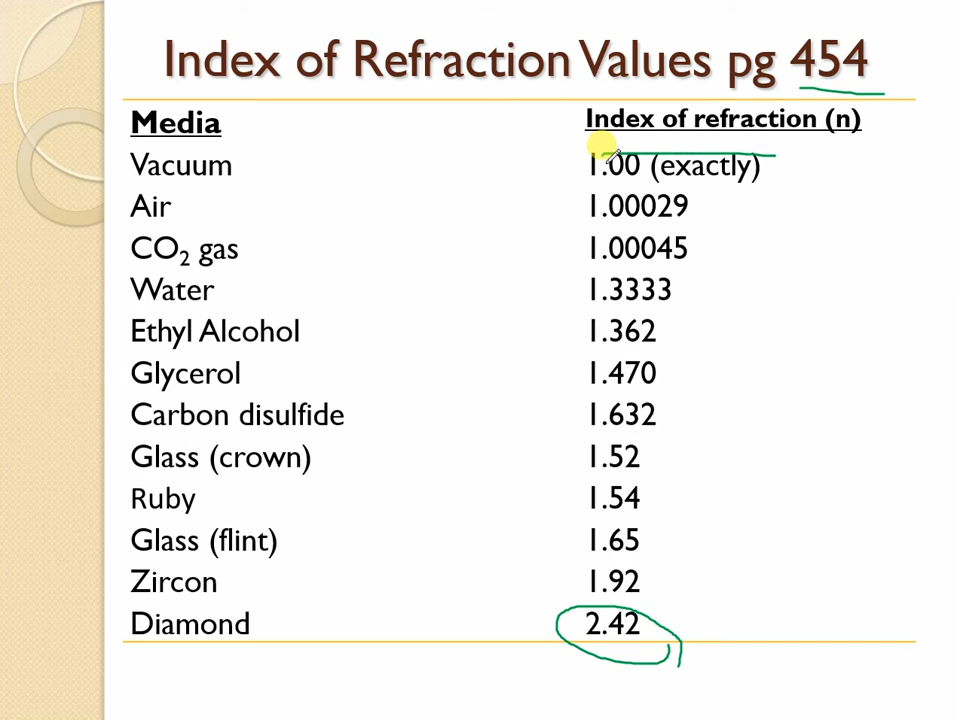 Index of Refraction Values pg 454
Media Index of refraction (n)
Vacuum 1.00 (exactly)
Air 1.00029
CO₂ gas 1.00045
Water 1.3333
Ethyl Alcohol 1.362
Glycerol 1.470
Carbon disulfide 1.632
Glass (crown) 1.52
Ruby 1.54
Glass (flint) 1.65
Zircon 1.92
Diamond 2.42